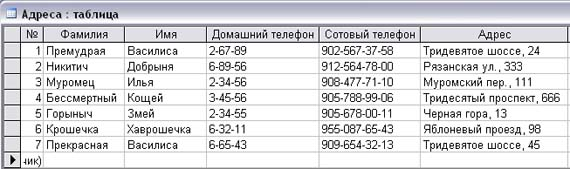 Адреса : таблица
№ Фамилия Имя Домашний телефон Сотовый телефон Адрес
1 Премудрая Василиса 2-67-89 902-567-37-58 Тридевятое шоссе, 24
2 Никитич Добрыня 6-89-56 912-564-78-00 Рязанская ул., 333
3 Муромец Илья 2-34-56 908-477-71-10 Муромский пер., 111
4 Бессмертный Кощей 3-45-56 905-788-99-06 Тридесятый проспект, 666
5 Горыныч Змей 2-34-55 905-678-00-11 Черная гора, 13
6 Крошечка Хаврошечка 6-32-11 955-087-65-43 Яблоневый проезд, 98
7 Прекрасная Василиса 6-65-43 909-654-32-13 Тридевятое шоссе, 45
чик)